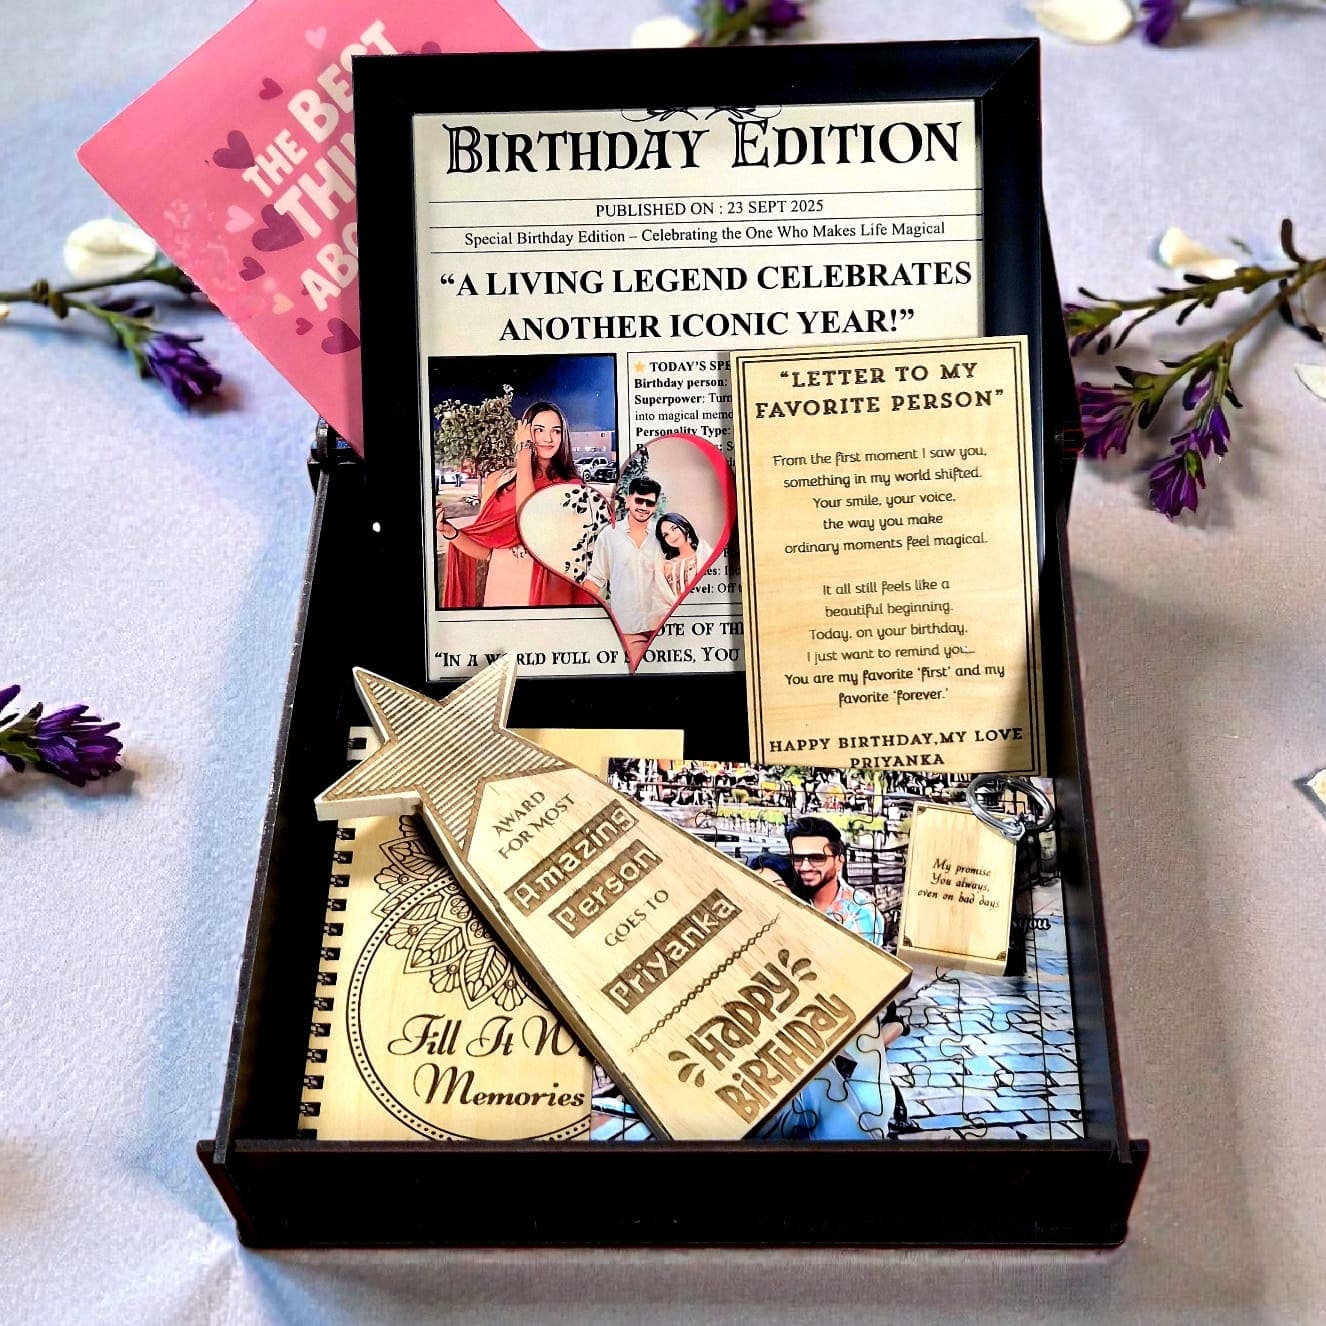 THE BEST
BIRTHDAY EDITION
PUBLISHED ON : 23 SEPT 2025
Special Birthday Edition – Celebrating the One Who Makes Life Magical
“A LIVING LEGEND CELEBRATES
ANOTHER ICONIC YEAR!”
TODAY'S
Birthday person:
Superpower:
into magical
Personality Type:
Off
OF
“IN A WORLD FULL OF STORIES, YOU
“LETTER TO MY
FAVORITE PERSON”
From the first moment I saw you,
something in my world shifted.
Your smile, your voice,
the way you make
ordinary moments feel magical.
It all still feels like a
beautiful beginning.
Today, on your birthday,
I just want to remind you:
You are my favorite 'first' and my
favorite 'forever.'
HAPPY BIRTHDAY,MY LOVE
PRIYANKA
AWARD
FOR MOST
Amazing
Person
GOES TO
Priyanka
Happy
BiRTHDAy
My promise
You always,
even on bad days
you
Fill It
Memories